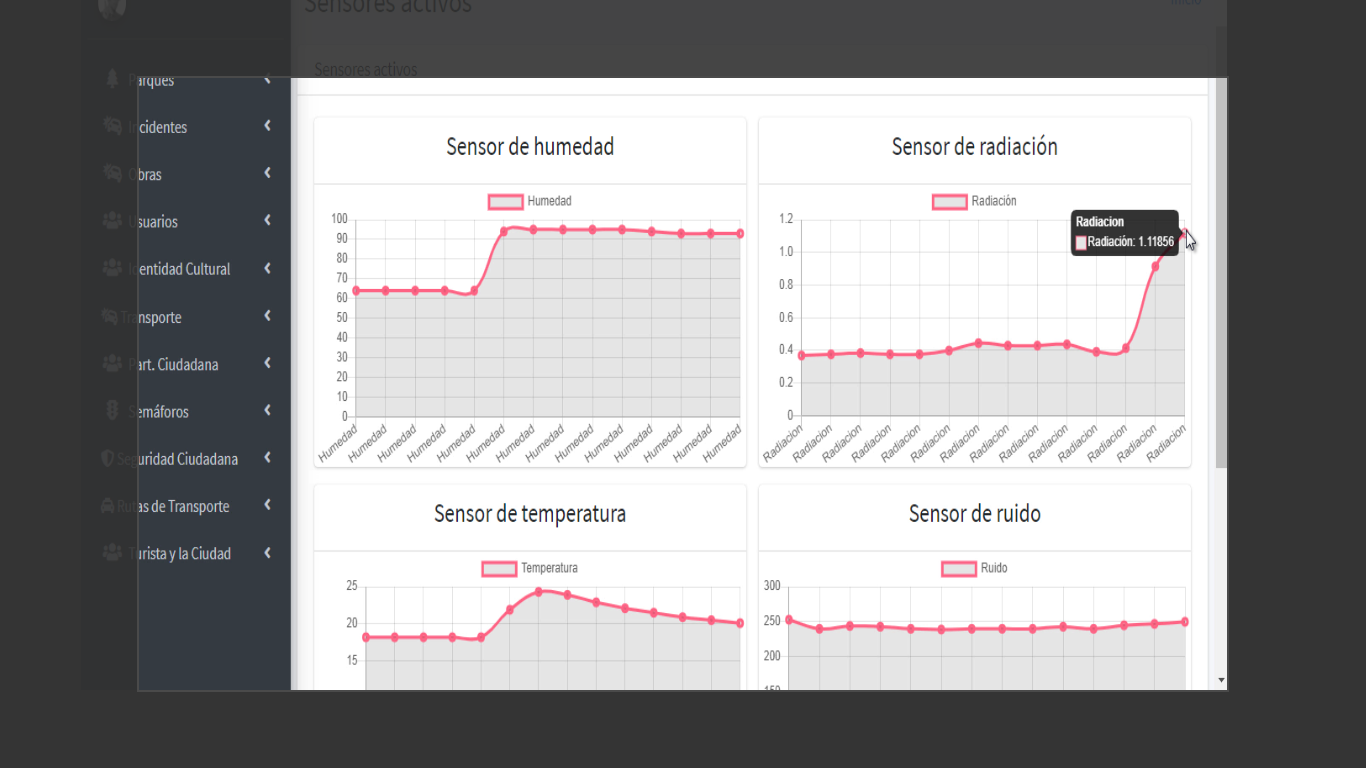 Sensores activos
Inicio
Sensores activos
Parques
Incidentes
Obras
Usuarios
Identidad Cultural
Transporte
Part. Ciudadana
Semáforos
Seguridad Ciudadana
Rutas de Transporte
Turista y la Ciudad
Sensor de humedad
Humedad
100
90
80
70
60
50
40
30
20
10
0
Humedad Humedad Humedad Humedad Humedad Humedad Humedad Humedad Humedad Humedad Humedad Humedad Humedad Humedad
Sensor de radiación
Radiación
1.2
1.0
0.8
0.6
0.4
0.2
0
Radiacion
Radiación: 1.11856
Radiacion Radiacion Radiacion Radiacion Radiacion Radiacion Radiacion Radiacion Radiacion Radiacion Radiacion Radiacion Radiacion Radiacion
Sensor de temperatura
Temperatura
25
20
15
Sensor de ruido
Ruido
300
250
200
150